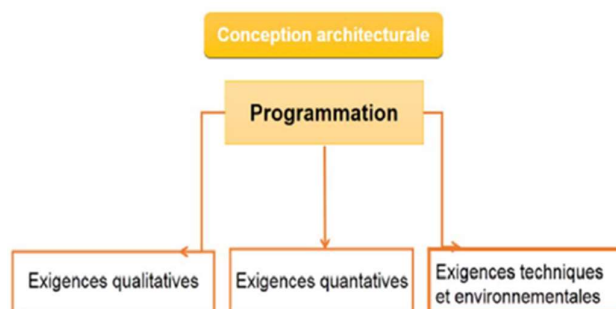 Conception architecturale
Programmation
Exigences qualitatives
Exigences quantatives
Exigences techniques
et environnementales